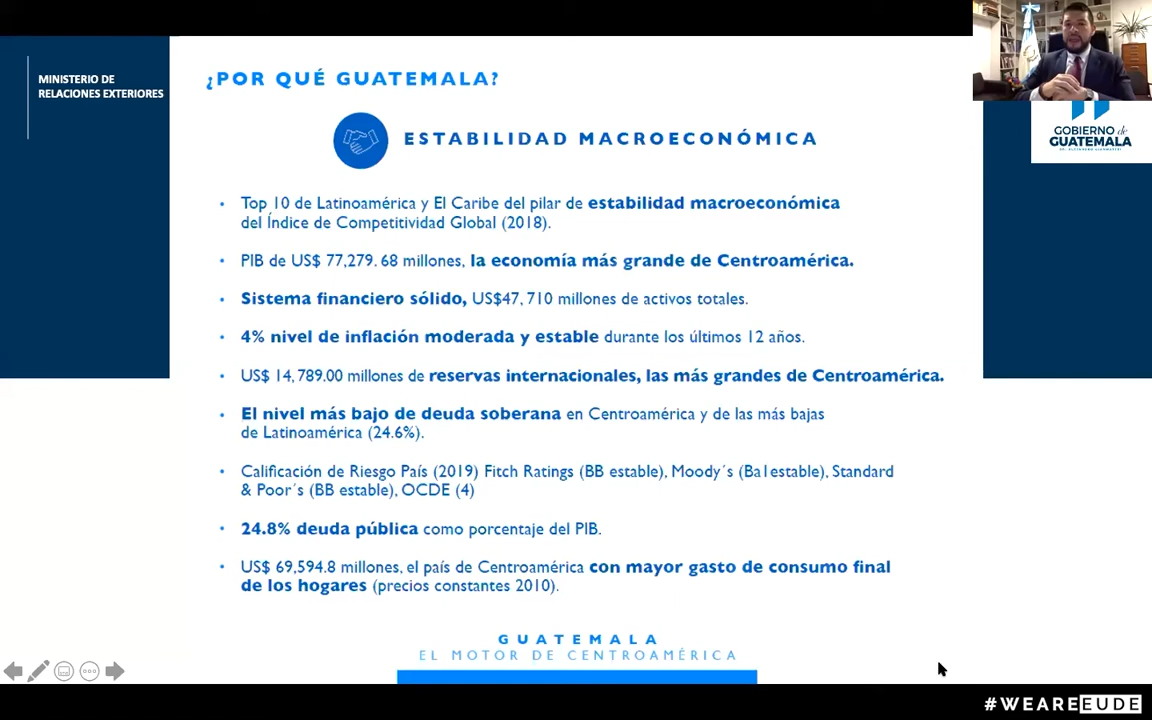 MINISTERIO DE
RELACIONES EXTERIORES
¿POR QUÉ GUATEMALA?
ESTABILIDAD MACROECONÓMICA
GOBIERNO de
GUATEMALA
• Top 10 de Latinoamérica y El Caribe del pilar de estabilidad macroeconómica
del Índice de Competitividad Global (2018).
• PIB de US$ 77,279. 68 millones, la economía más grande de Centroamérica.
• Sistema financiero sólido, US$47, 710 millones de activos totales.
• 4% nivel de inflación moderada y estable durante los últimos 12 años.
• US$ 14,789.00 millones de reservas internacionales, las más grandes de Centroamérica.
• El nivel más bajo de deuda soberana en Centroamérica y de las más bajas
de Latinoamérica (24.6%).
• Calificación de Riesgo País (2019) Fitch Ratings (BB estable), Moody´s (Ba1estable), Standard
& Poor´s (BB estable), OCDE (4)
• 24.8% deuda pública como porcentaje del PIB.
• US$ 69,594.8 millones, el país de Centroamérica con mayor gasto de consumo final
de los hogares (precios constantes 2010).
GUATEMALA
EL MOTOR DE CENTROAMÉRICA
#WEAREEUDE